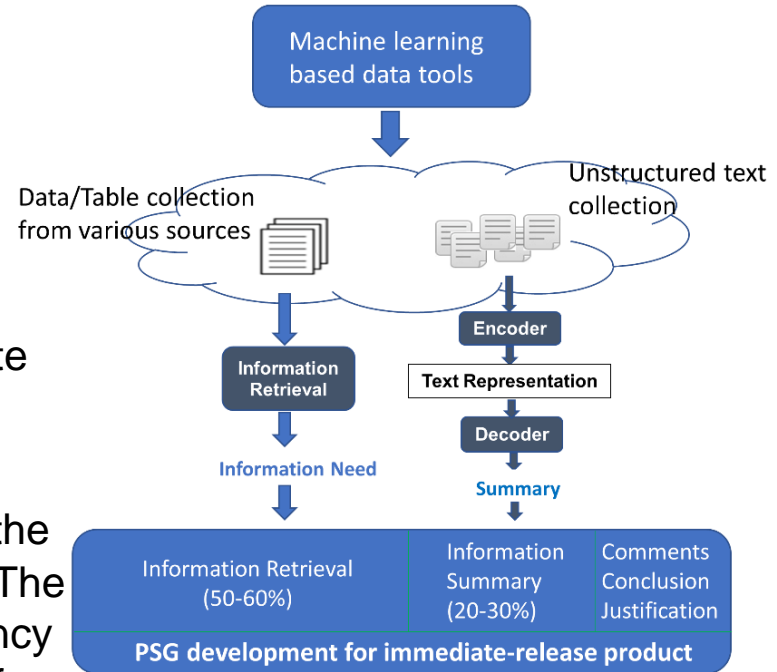 Machine learning
based data tools
Data/Table collection
from various sources
Unstructured text
collection
Encoder
Information
Retrieval
Text Representation
Decoder
Information Need
Summary
the
The
Information Retrieval
(50-60%)
Information
Summary
(20-30%)
Comments
Conclusion
Justification
PSG development for immediate-release product